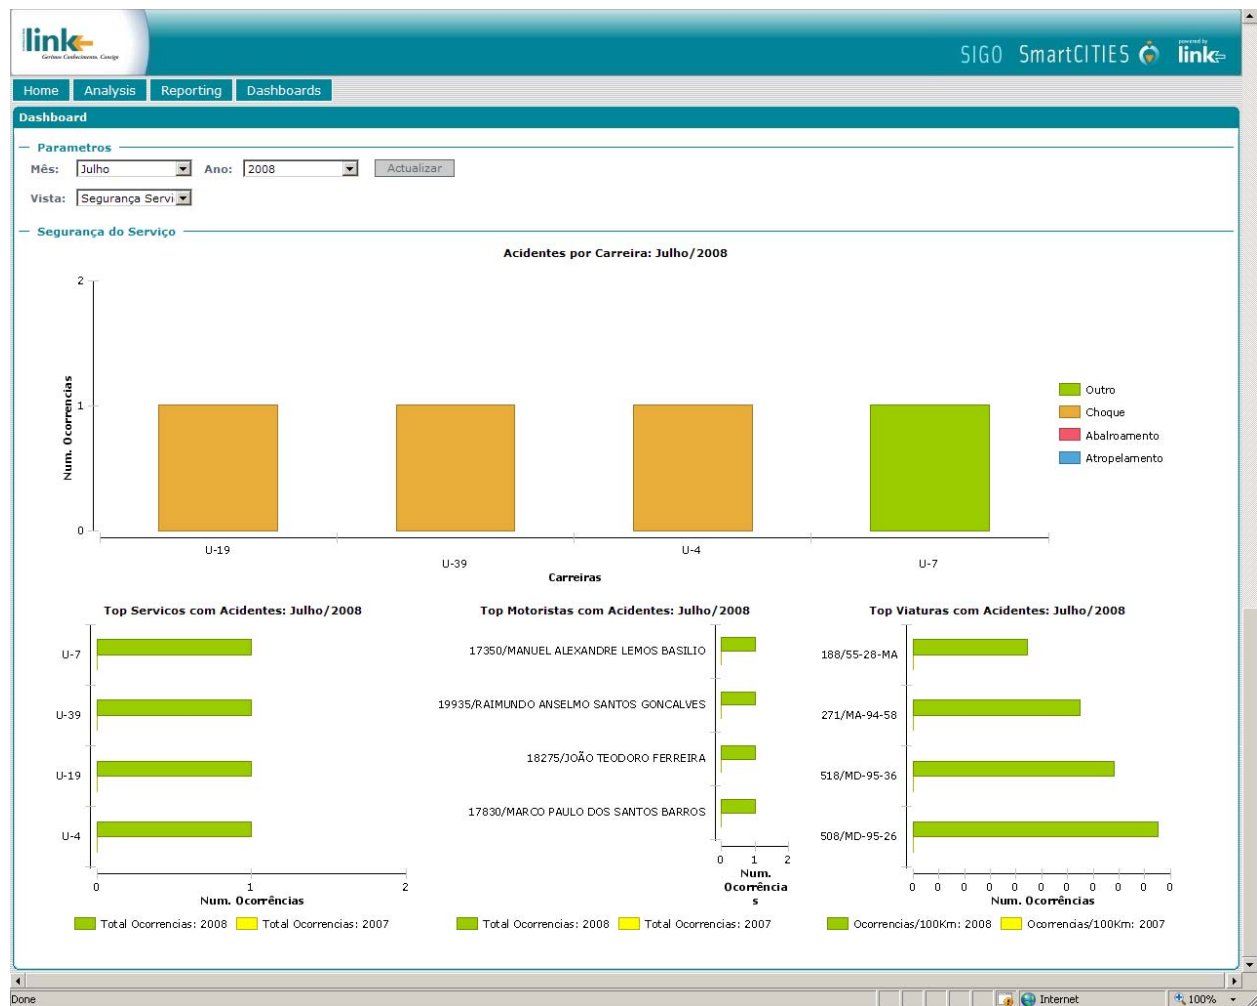 link
Gerimos Conhecimento. Consigo
SIGO SmartCITIES
powered by
link
Home Analysis Reporting Dashboards
Dashboard
Parametros
Mês: Julho Ano: 2008 Actualizar
Vista: Segurança Servi
Segurança do Serviço
Acidentes por Carreira: Julho/2008
Num. Ocorrencias
2
1
0
U-19
U-39
U-4
U-7
Carreiras
Outro
Choque
Abalroamento
Atropelamento
Top Servicos com Acidentes: Julho/2008
U-7
U-39
U-19
U-4
0 1 2
Num. Ocorrências
Total Ocorrencias: 2008 Total Ocorrencias: 2007
Top Motoristas com Acidentes: Julho/2008
17350/MANUEL ALEXANDRE LEMOS BASILIO
19935/RAIMUNDO ANSELMO SANTOS GONCALVES
18275/JOÃO TEODORO FERREIRA
17830/MARCO PAULO DOS SANTOS BARROS
0 1 2
Num.
Ocorrência
s
Total Ocorrencias: 2008 Total Ocorrencias: 2007
Top Viaturas com Acidentes: Julho/2008
188/55-28-MA
271/MA-94-58
518/MD-95-36
508/MD-95-26
0 0 0 0 0 0 0 0 0 0 0
Num. Ocorrências
Ocorrencias/100Km: 2008 Ocorrencias/100Km: 2007
Done Internet 100%